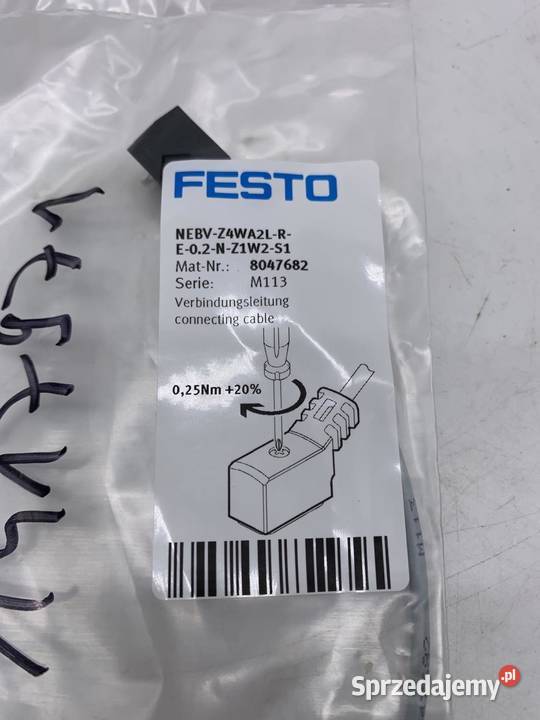 FESTO
NEBV-Z4WA2L-R-
E-0.2-N-Z1W2-S1
Mat-Nr.: 8047682
Serie: M113
Verbindungsleitung
connecting cable
0,25Nm +20%
M113
Sprzedajemy.pl